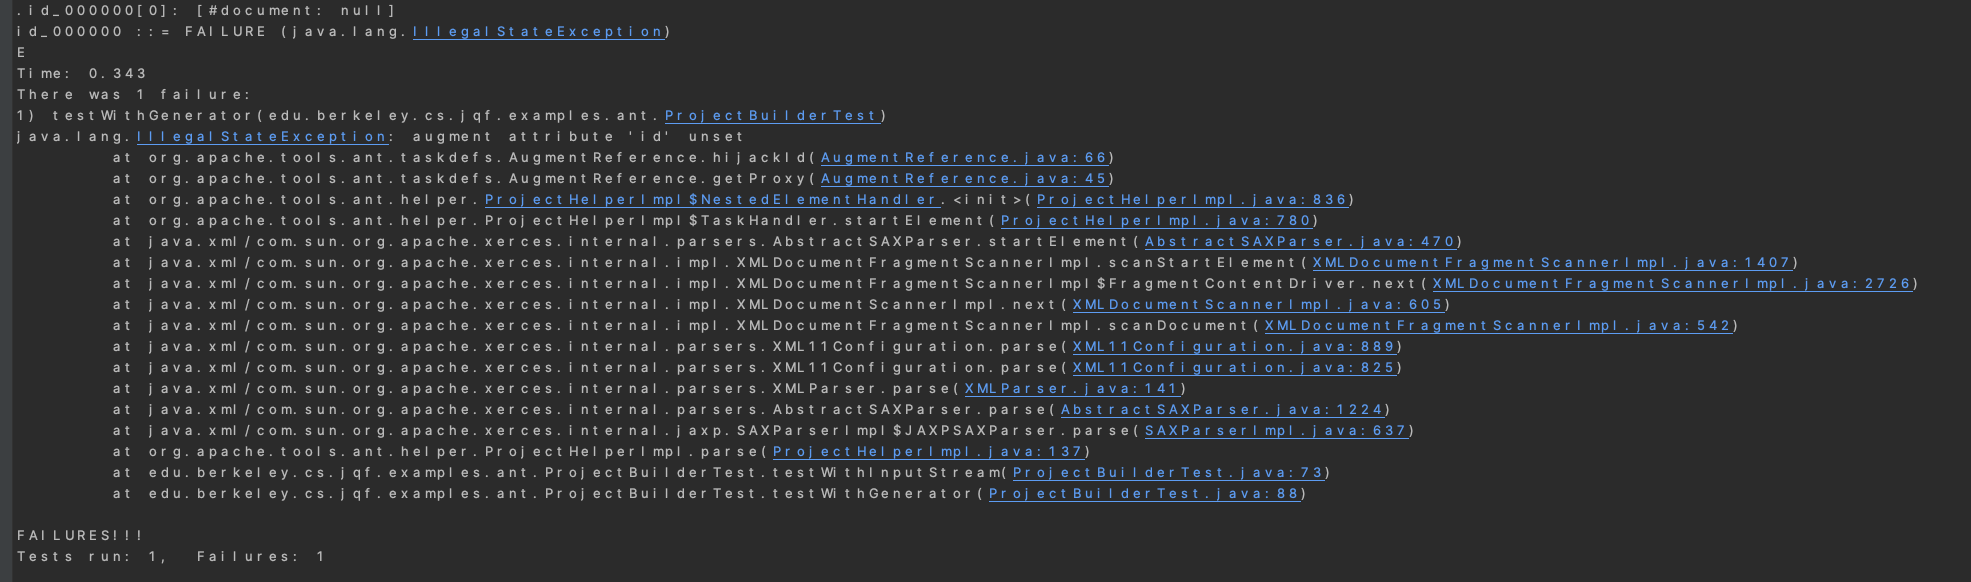 .id_000000[0]: [#document: null]
id_000000 ::= FAILURE (java.lang.IllegalStateException)
E
Time: 0.343
There was 1 failure:
1) testWithGenerator(edu.berkeley.cs.jqf.examples.ant.ProjectBuilderTest)
java.lang.IllegalStateException: augment attribute 'id' unset
at org.apache.tools.ant.taskdefs.AugmentReference.hijackId(AugmentReference.java:66)
at org.apache.tools.ant.taskdefs.AugmentReference.getProxy(AugmentReference.java:45)
at org.apache.tools.ant.helper.ProjectHelperImpl$NestedElementHandler.<init>(ProjectHelperImpl.java:836)
at org.apache.tools.ant.helper.ProjectHelperImpl$TaskHandler.startElement(ProjectHelperImpl.java:780)
at java.xml/com.sun.org.apache.xerces.internal.parsers.AbstractSAXParser.startElement(AbstractSAXParser.java:470)
at java.xml/com.sun.org.apache.xerces.internal.impl.XMLDocumentFragmentScannerImpl.scanStartElement(XMLDocumentFragmentScannerImpl.java:1407)
at java.xml/com.sun.org.apache.xerces.internal.impl.XMLDocumentFragmentScannerImpl$FragmentContentDriver.next(XMLDocumentFragmentScannerImpl.java:2726)
at java.xml/com.sun.org.apache.xerces.internal.impl.XMLDocumentScannerImpl.next(XMLDocumentScannerImpl.java:605)
at java.xml/com.sun.org.apache.xerces.internal.impl.XMLDocumentFragmentScannerImpl.scanDocument(XMLDocumentFragmentScannerImpl.java:542)
at java.xml/com.sun.org.apache.xerces.internal.parsers.XML11Configuration.parse(XML11Configuration.java:889)
at java.xml/com.sun.org.apache.xerces.internal.parsers.XML11Configuration.parse(XML11Configuration.java:825)
at java.xml/com.sun.org.apache.xerces.internal.parsers.XMLParser.parse(XMLParser.java:141)
at java.xml/com.sun.org.apache.xerces.internal.parsers.AbstractSAXParser.parse(AbstractSAXParser.java:1224)
at java.xml/com.sun.org.apache.xerces.internal.jaxp.SAXParserImpl$JAXPSAXParser.parse(SAXParserImpl.java:637)
at org.apache.tools.ant.helper.ProjectHelperImpl.parse(ProjectHelperImpl.java:137)
at edu.berkeley.cs.jqf.examples.ant.ProjectBuilderTest.testWithInputStream(ProjectBuilderTest.java:73)
at edu.berkeley.cs.jqf.examples.ant.ProjectBuilderTest.testWithGenerator(ProjectBuilderTest.java:88)
FAILURES!!!
Tests run: 1,  Failures: 1